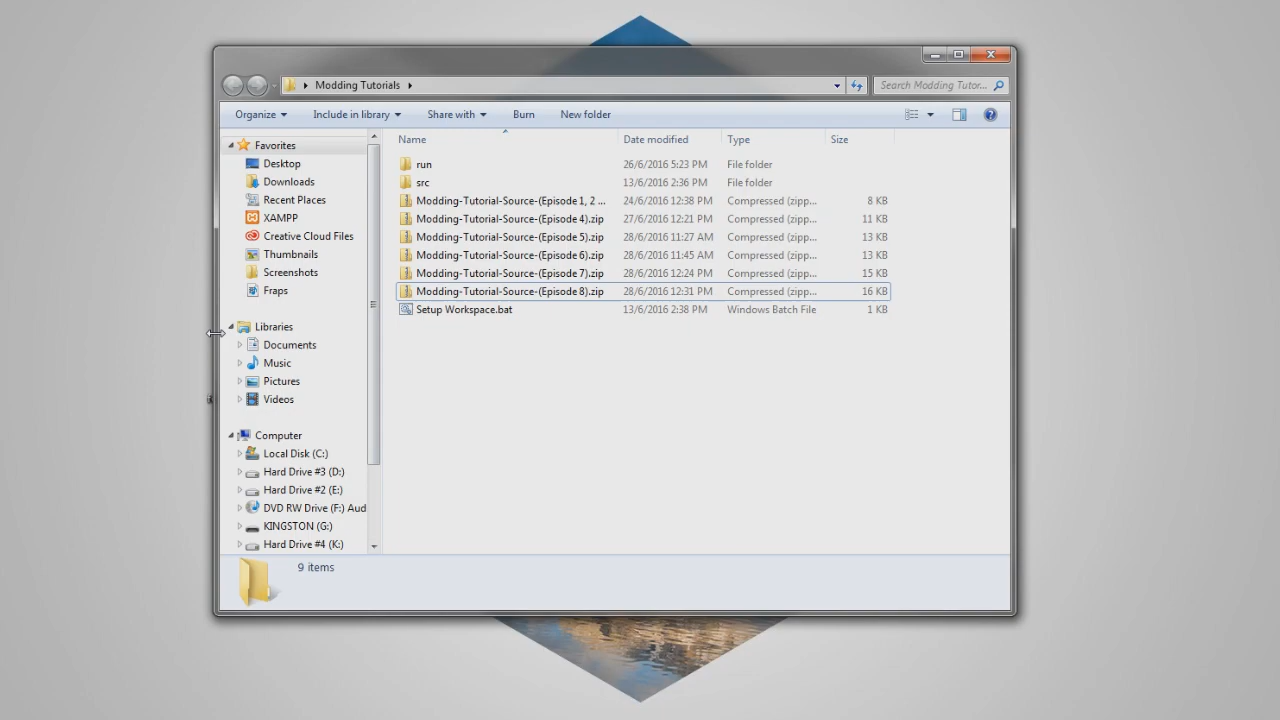 Modding Tutorials
Search Modding Tutor...
Organize Include in library Share with Burn New folder
Name Date modified Type Size
run 26/6/2016 5:23 PM File folder
src 13/6/2016 2:36 PM File folder
Modding-Tutorial-Source-(Episode 1, 2 ... 24/6/2016 12:38 PM Compressed (zipp... 8 KB
Modding-Tutorial-Source-(Episode 4).zip 27/6/2016 12:21 PM Compressed (zipp... 11 KB
Modding-Tutorial-Source-(Episode 5).zip 28/6/2016 11:27 AM Compressed (zipp... 13 KB
Modding-Tutorial-Source-(Episode 6).zip 28/6/2016 11:45 AM Compressed (zipp... 13 KB
Modding-Tutorial-Source-(Episode 7).zip 28/6/2016 12:24 PM Compressed (zipp... 15 KB
Modding-Tutorial-Source-(Episode 8).zip 28/6/2016 12:31 PM Compressed (zipp... 16 KB
Setup Workspace.bat 13/6/2016 2:38 PM Windows Batch File 1 KB
Favorites
Desktop
Downloads
Recent Places
XAMPP
Creative Cloud Files
Thumbnails
Screenshots
Fraps
Libraries
Documents
Music
Pictures
Videos
Computer
Local Disk (C:)
Hard Drive #3 (D:)
Hard Drive #2 (E:)
DVD RW Drive (F:) Aud
KINGSTON (G:)
Hard Drive #4 (K:)
9 items